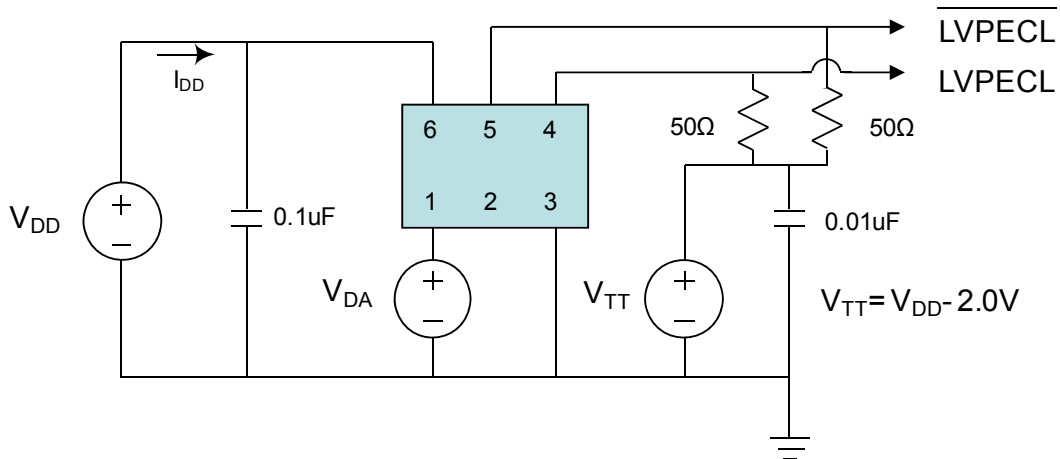 LVPECL
LVPECL
I_DD
6 5 4
50Ω 50Ω
1 2 3
V_DD
0.1uF
0.01uF
V_DA
V_TT
V_TT= V_DD- 2.0V
+
−
+
−
+
−